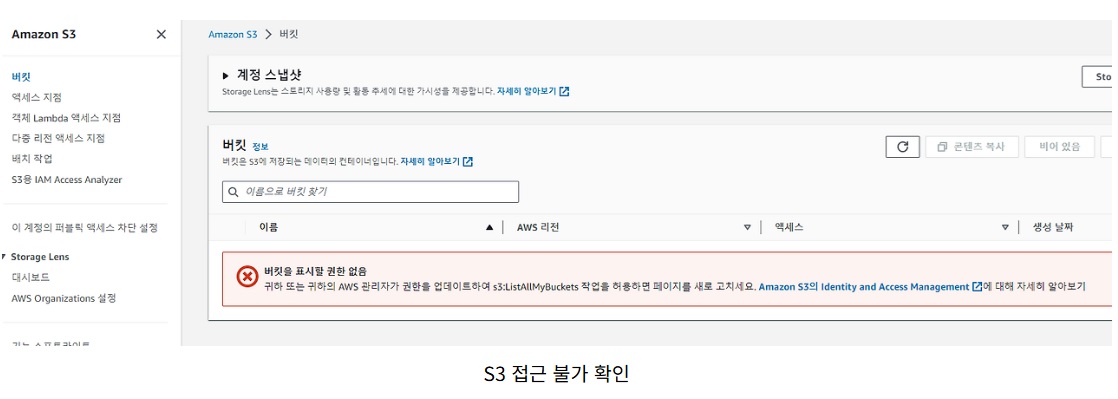 Amazon S3
Amazon S3 > 버킷
버킷
액세스 지점
객체 Lambda 액세스 지점
다중 리전 액세스 지점
배치 작업
S3용 IAM Access Analyzer
이 계정의 퍼블릭 액세스 차단 설정
Storage Lens
대시보드
AWS Organizations 설정
계정 스냅샷
Storage Lens는 스토리지 사용량 및 활용 추세에 대한 가시성을 제공합니다. 자세히 알아보기
Sto
버킷 정보
버킷은 S3에 저장되는 데이터의 컨테이너입니다. 자세히 알아보기
콘텐츠 복사
비어 있음
이름으로 버킷 찾기
이름 AWS 리전 액세스 생성 날짜
버킷을 표시할 권한 없음
귀하 또는 귀하의 AWS 관리자가 권한을 업데이트하여 s3:ListAllMyBuckets 작업을 허용하면 페이지를 새로 고치세요. Amazon S3의 Identity and Access Management에 대해 자세히 알아보기
S3 접근 불가 확인